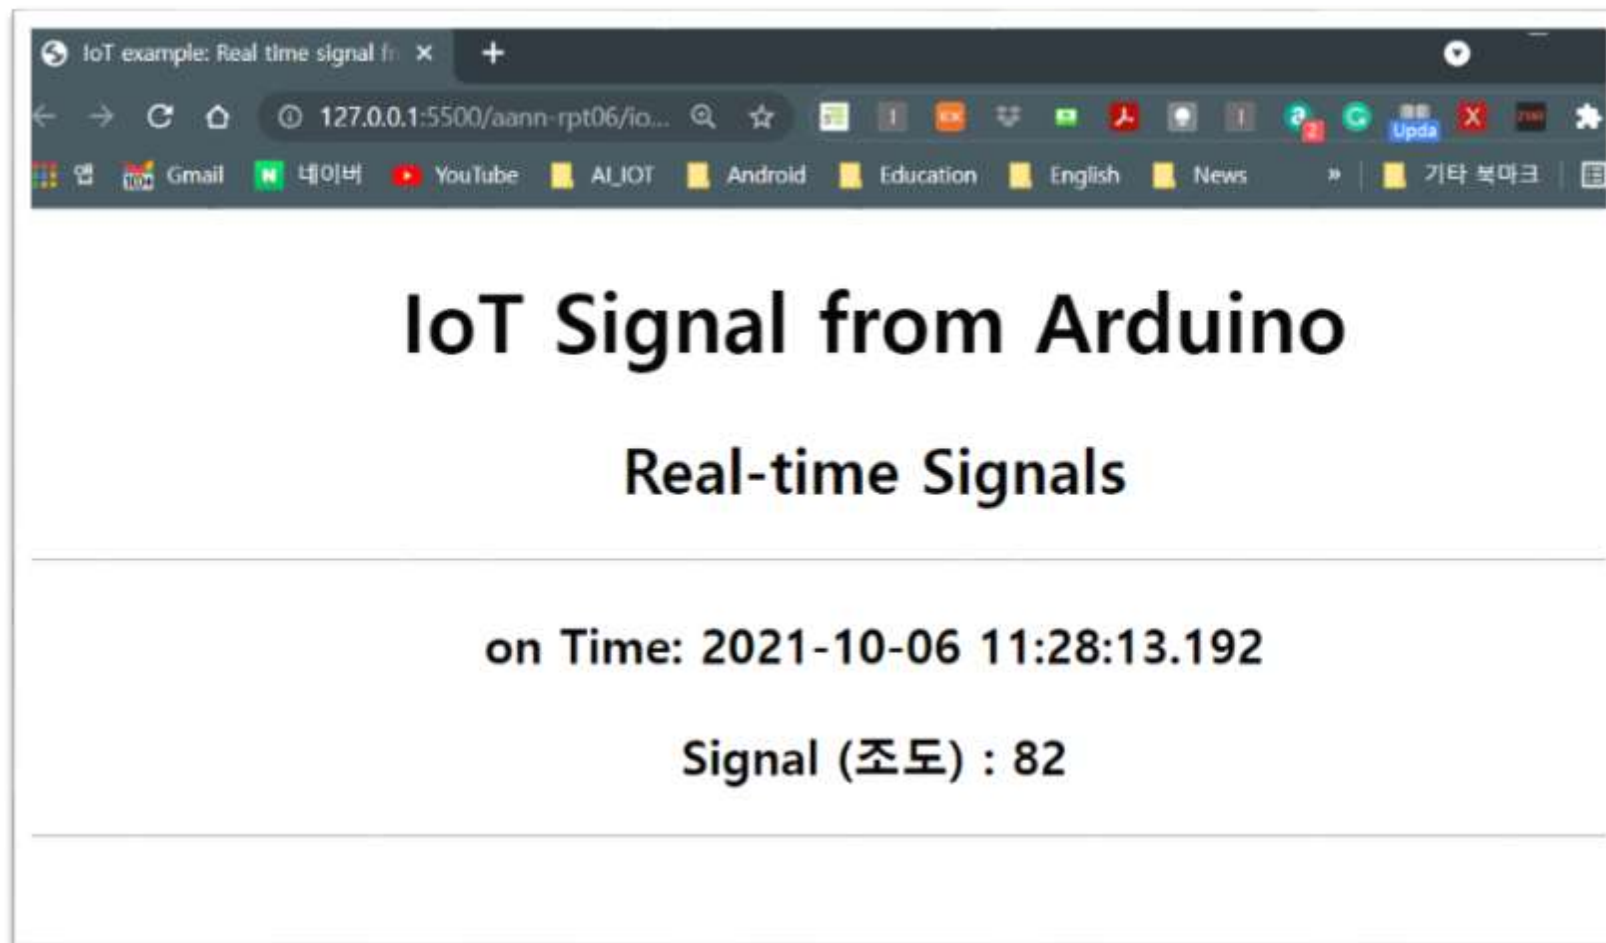 IoT example: Real time signal fr
127.0.0.1:5500/aann-rpt06/io...
2
Upda
앱 Gmail 네이버 YouTube AI_IOT Android Education English News » 기타 북마크
IoT Signal from Arduino
Real-time Signals
on Time: 2021-10-06 11:28:13.192
Signal (조도) : 82